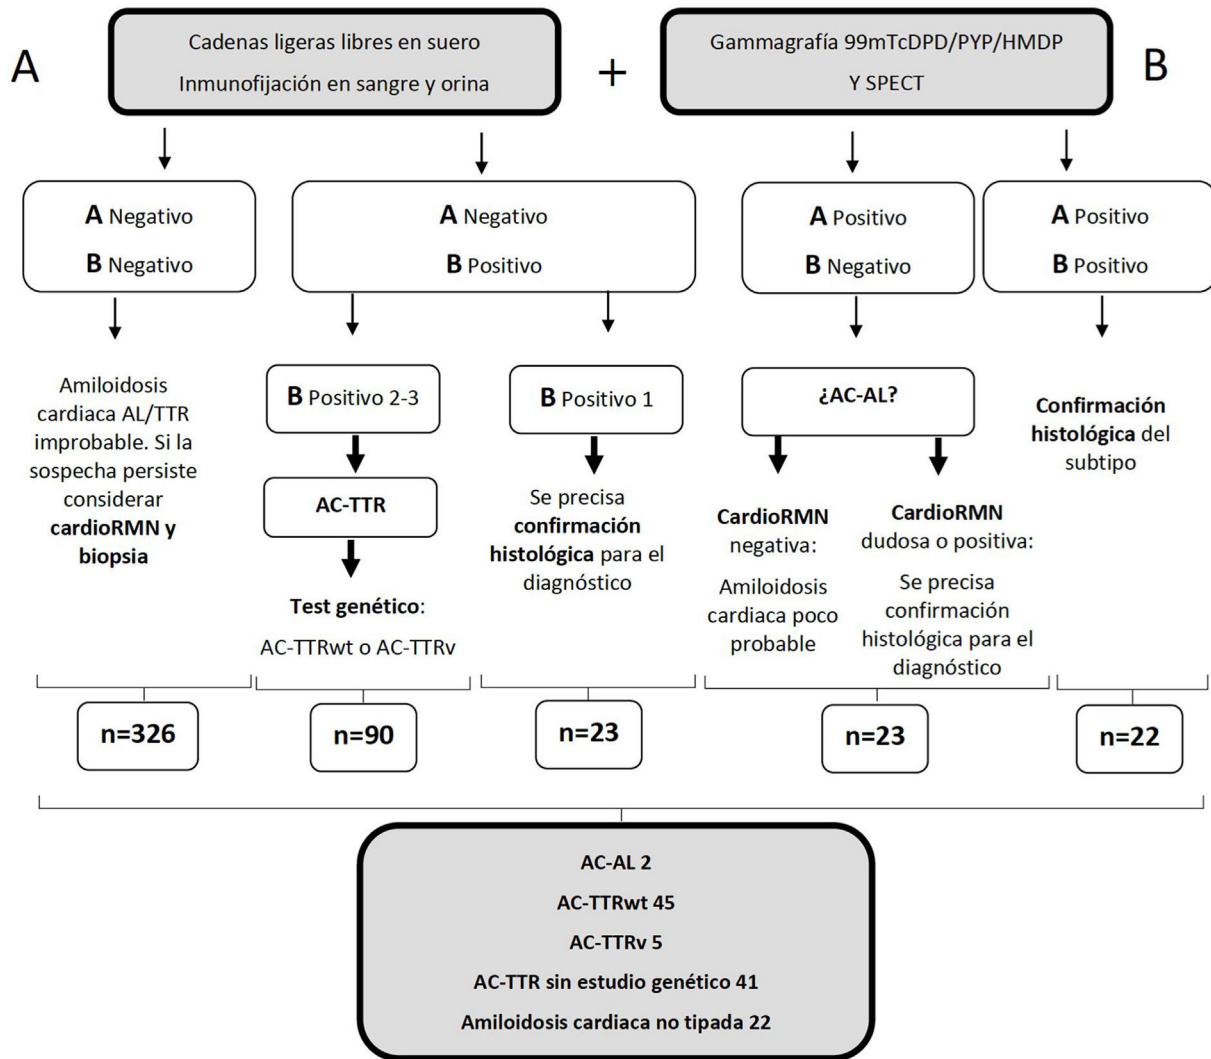 A
Cadenas ligeras libres en suero
Inmunofijación en sangre y orina
+
Gammagrafía 99mTcDPD/PYP/HMDP
Y SPECT
B
A Negativo
B Negativo
A Negativo
B Positivo
A Positivo
B Negativo
A Positivo
B Positivo
Amiloidosis
cardiaca AL/TTR
improbable. Si la
sospecha persiste
considerar
cardioRMN y
biopsia
B Positivo 2-3
AC-TTR
Test genético:
AC-TTRwt o AC-TTRv
B Positivo 1
Se precisa
confirmación
histológica para el
diagnóstico
¿AC-AL?
CardioRMN
negativa:
Amiloidosis
cardiaca poco
probable
CardioRMN
dudosa o positiva:
Se precisa
confirmación
histológica para el
diagnóstico
Confirmación
histológica del
subtipo
n=326
n=90
n=23
n=23
n=22
AC-AL 2
AC-TTRwt 45
AC-TTRv 5
AC-TTR sin estudio genético 41
Amiloidosis cardiaca no tipada 22